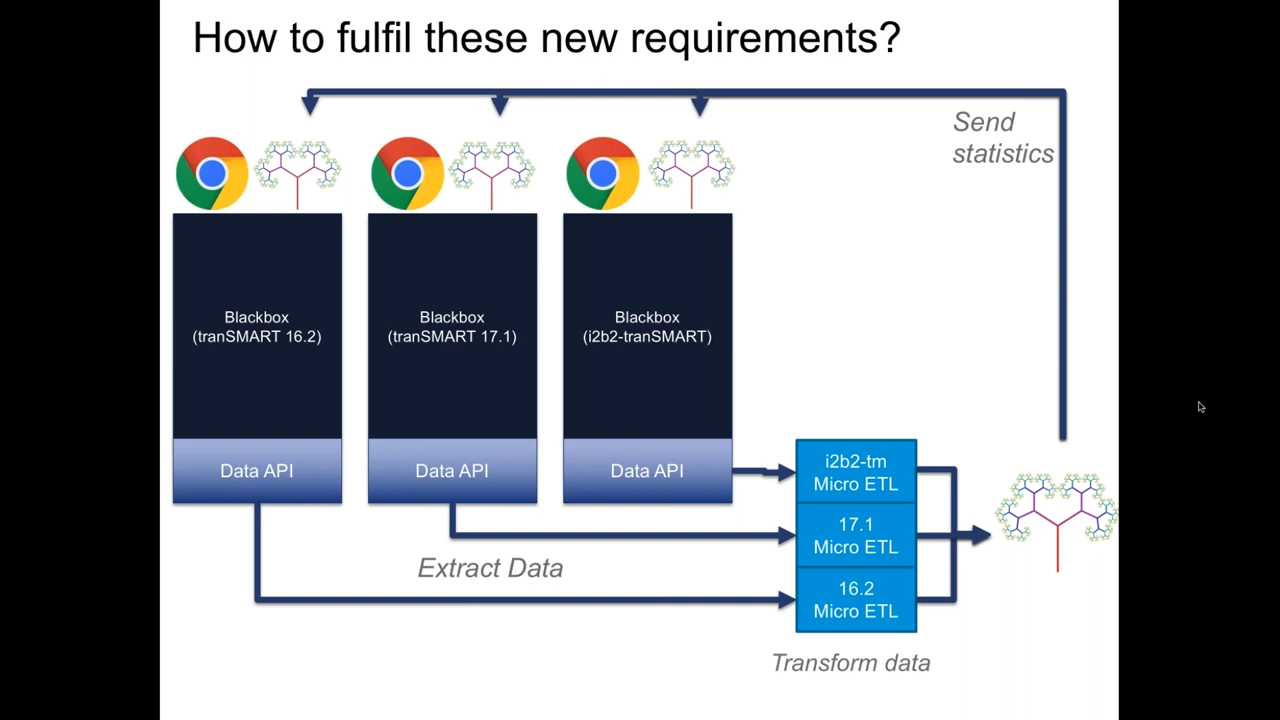 How to fulfil these new requirements?
Send
statistics
Blackbox
(tranSMART 16.2)
Blackbox
(tranSMART 17.1)
Blackbox
(i2b2-tranSMART)
Data API
Data API
Data API
i2b2-tm
Micro ETL
17.1
Micro ETL
16.2
Micro ETL
Extract Data
Transform data